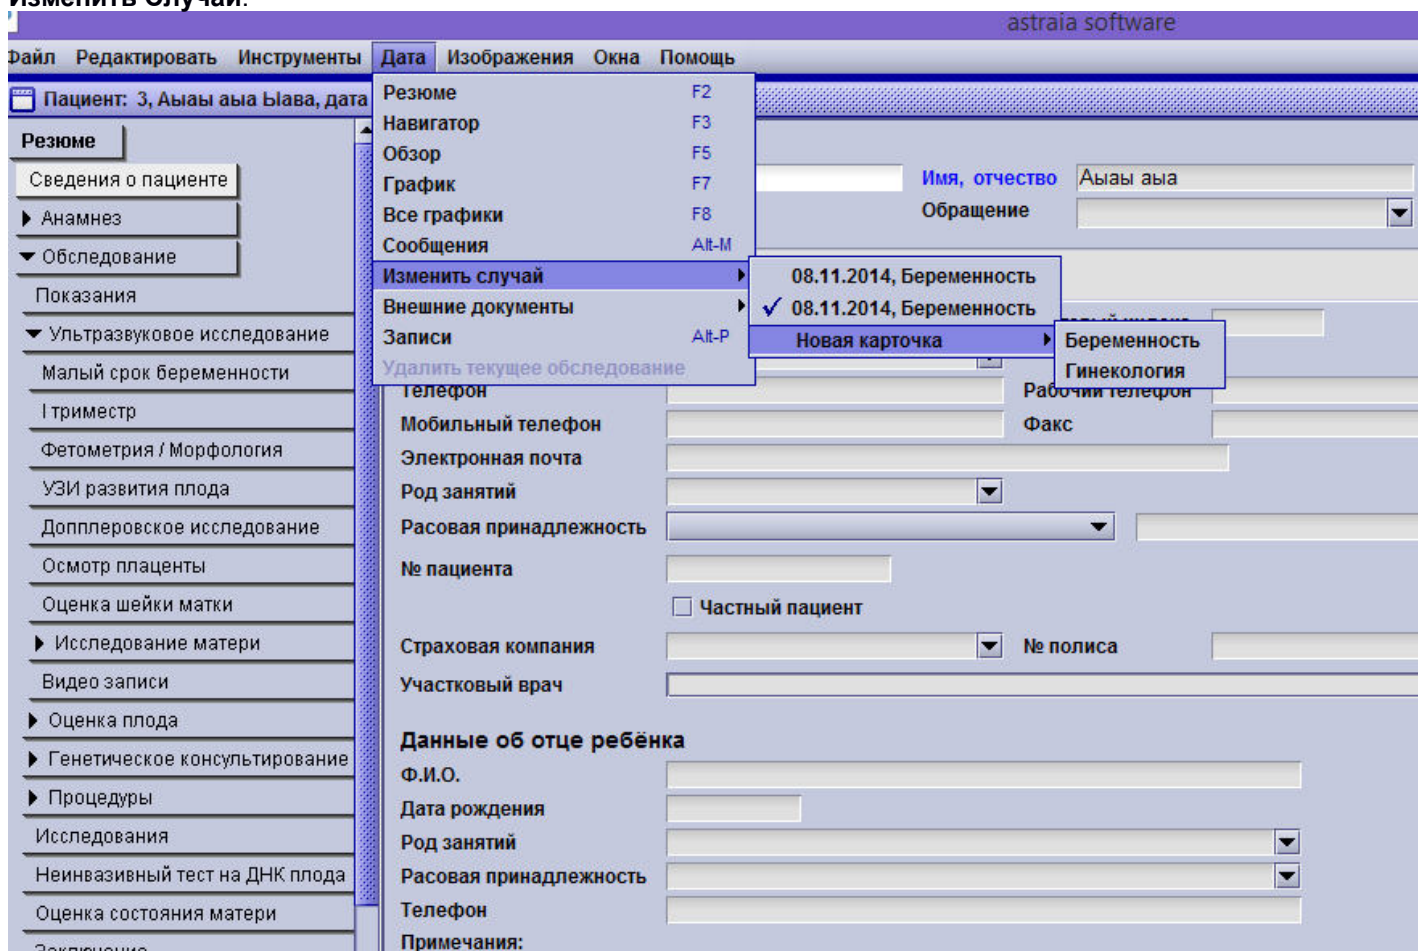 Изменить Случай.
astraia software
Файл Редактировать Инструменты Дата Изображения Окна Помощь
Пациент: 3, Аыаы аыа Ыава, дата
Резюме F2
Навигатор F3
Обзор F5
График F7
Все графики F8
Сообщения Alt-M
Изменить случай
Внешние документы
Записи Alt-P
Удалить текущее обследование
08.11.2014, Беременность
08.11.2014, Беременность
Новая карточка
Беременность
Гинекология
Резюме
Сведения о пациенте
Анамнез
Обследование
Показания
Ультразвуковое исследование
Малый срок беременности
I триместр
Фетометрия / Морфология
УЗИ развития плода
Допплеровское исследование
Осмотр плаценты
Оценка шейки матки
Исследование матери
Видео записи
Оценка плода
Генетическое консультирование
Процедуры
Исследования
Неинвазивный тест на ДНК плода
Оценка состояния матери
Заключение
Имя, отчество Аыаы аыа
Обращение
Телефон Рабочий телефон
Мобильный телефон Факс
Электронная почта
Род занятий
Расовая принадлежность
№ пациента
Частный пациент
Страховая компания № полиса
Участковый врач
Данные об отце ребёнка
Ф.И.О.
Дата рождения
Род занятий
Расовая принадлежность
Телефон
Примечания: